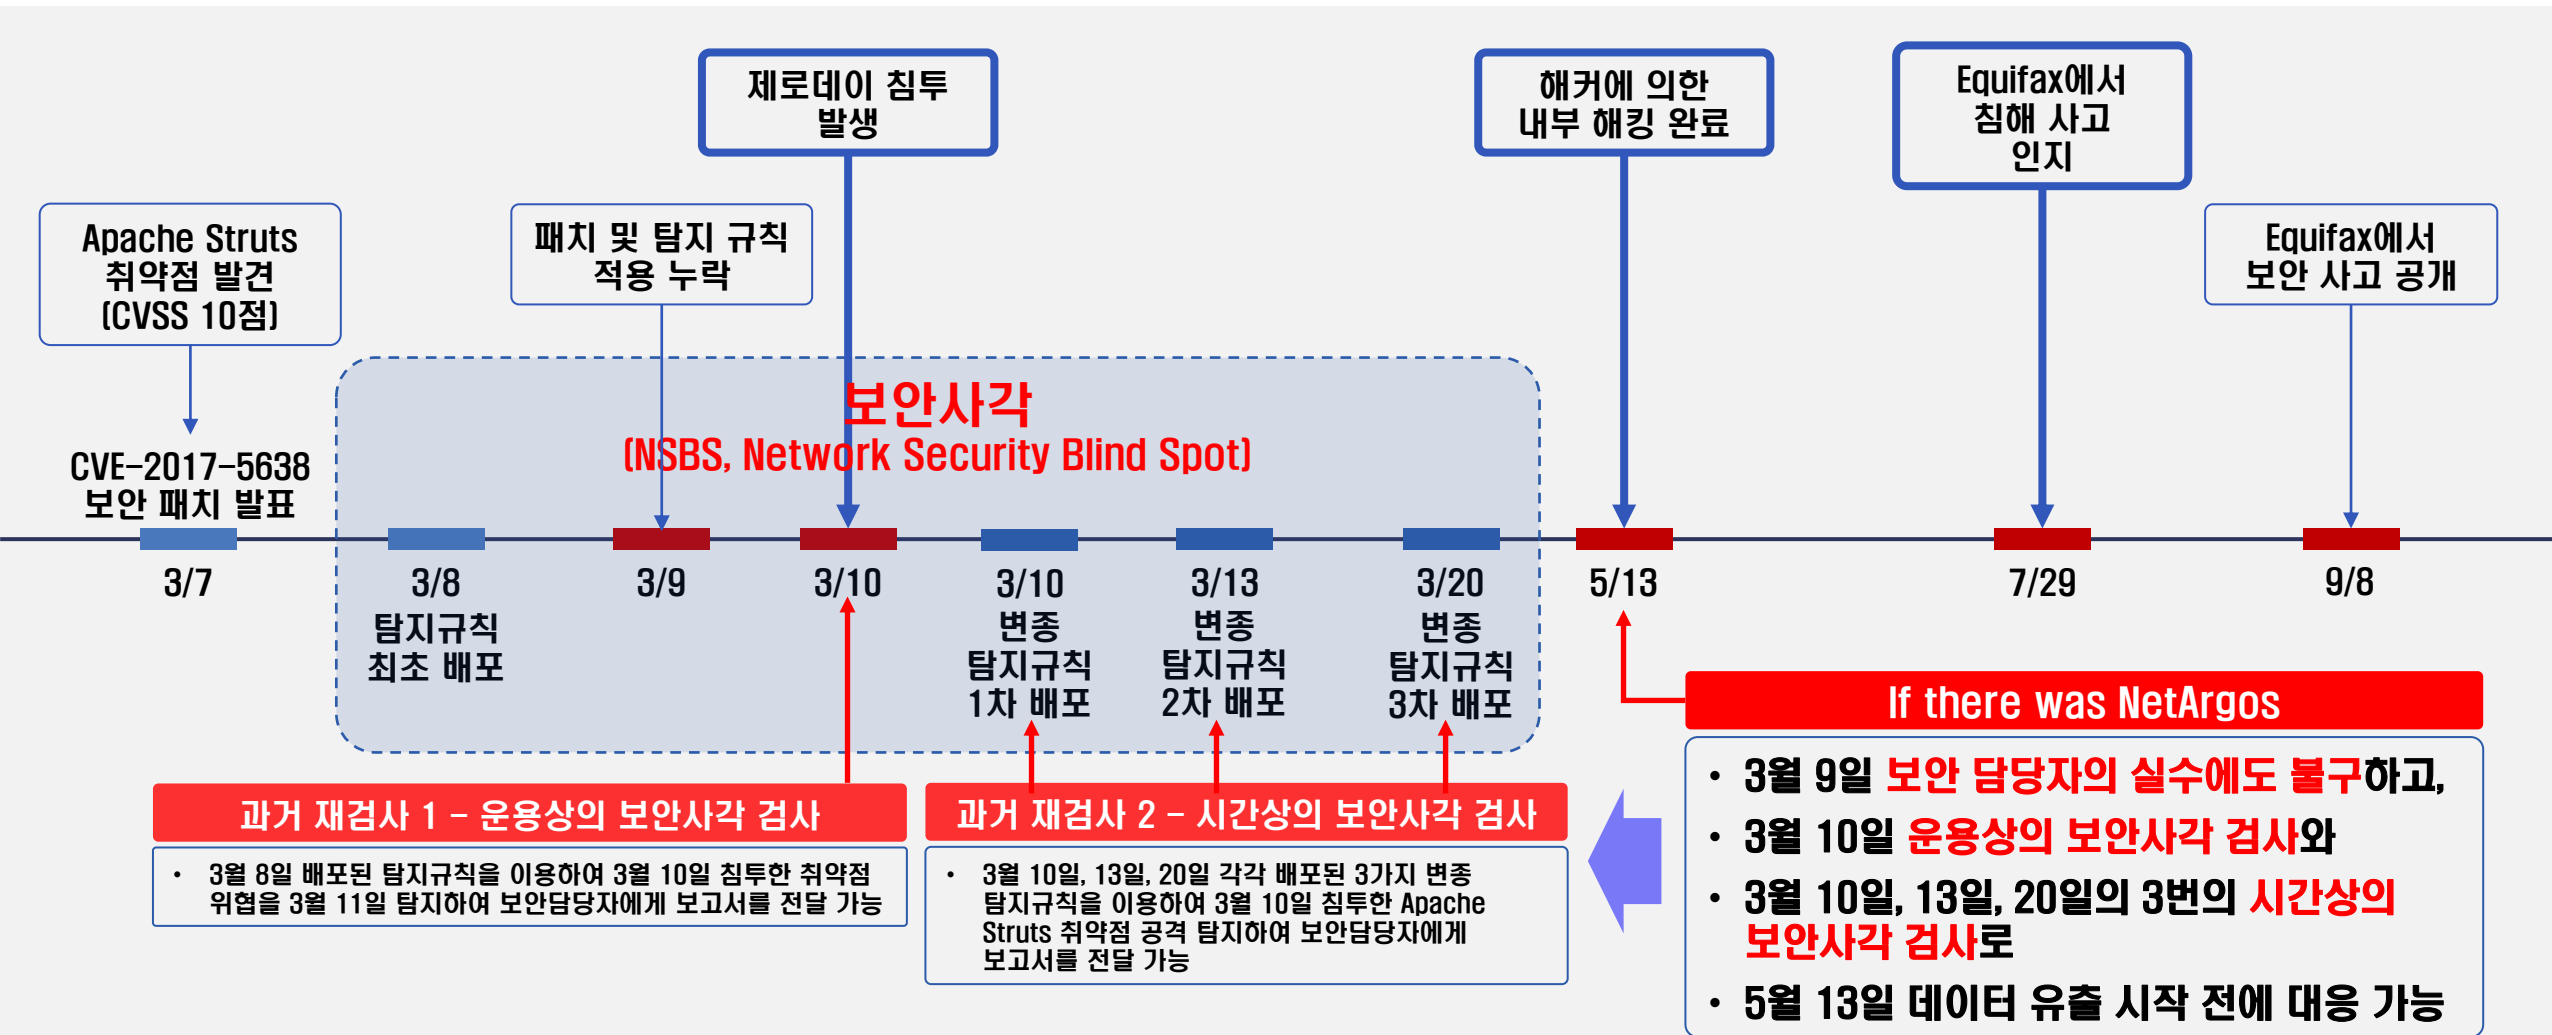 제로데이 침투
발생
해커에 의한
내부 해킹 완료
Equifax에서
침해 사고
인지
Apache Struts
취약점 발견
(CVSS 10점)
패치 및 탐지 규칙
적용 누락
Equifax에서
보안 사고 공개
보안사각
(NSBS, Network Security Blind Spot)
CVE-2017-5638
보안 패치 발표
3/7
3/8
탐지규칙
최초 배포
3/9
3/10
3/10
변종
탐지규칙
1차 배포
3/13
변종
탐지규칙
2차 배포
3/20
변종
탐지규칙
3차 배포
5/13
7/29
9/8
과거 재검사 1 - 운용상의 보안사각 검사
• 3월 8일 배포된 탐지규칙을 이용하여 3월 10일 침투한 취약점
위협을 3월 11일 탐지하여 보안담당자에게 보고서를 전달 가능
과거 재검사 2 - 시간상의 보안사각 검사
• 3월 10일, 13일, 20일 각각 배포된 3가지 변종
탐지규칙을 이용하여 3월 10일 침투한 Apache
Struts 취약점 공격 탐지하여 보안담당자에게
보고서를 전달 가능
If there was NetArgos
• 3월 9일 보안 담당자의 실수에도 불구하고,
• 3월 10일 운용상의 보안사각 검사와
• 3월 10일, 13일, 20일의 3번의 시간상의
보안사각 검사로
• 5월 13일 데이터 유출 시작 전에 대응 가능